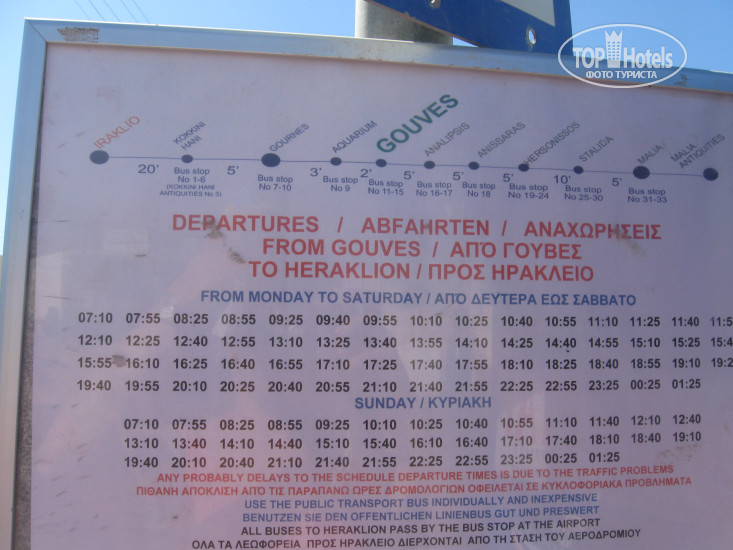 TOP Hotels
ФОТО ТУРИСТА
IRAKLIO
KOKKINI HANI
GOURNES
AQUARIUM
GOUVES
ANALIPSIS
ANISSARAS
HERSONISSOS
STALIDA
MALIA
MALIA ANTIQUITIES
20' 5' 3' 2' 5' 5' 5' 10' 5'
Bus stop No 1-6 (KOKKINI HANI ANTIQUITIES No 5)
Bus stop No 7-10
Bus stop No 9
Bus stop No 11-15
Bus stop No 16-17
Bus stop No 18
Bus stop No 19-24
Bus stop No 25-30
Bus stop No 31-33
DEPARTURES / ABFAHRTEN / ΑΝΑΧΩΡΗΣΕΙΣ
FROM GOUVES / ΑΠΌ ΓΟΥΒΕΣ
TO HERAKLION / ΠΡΟΣ ΗΡΑΚΛΕΙΟ
FROM MONDAY TO SATURDAY / ΑΠΌ ΔΕΥΤΕΡΑ ΕΩΣ ΣΑΒΒΑΤΟ
07:10 07:55 08:25 08:55 09:25 09:40 09:55 10:10 10:25 10:40 10:55 11:10 11:25 11:40
12:10 12:25 12:40 12:55 13:10 13:25 13:40 13:55 14:10 14:25 14:40 14:55 15:10 15:25
15:55 16:10 16:25 16:40 16:55 17:10 17:25 17:40 17:55 18:10 18:25 18:40 18:55 19:10
19:40 19:55 20:10 20:25 20:40 20:55 21:10 21:40 21:55 22:25 22:55 23:25 00:25 01:25
SUNDAY / ΚΥΡΙΑΚΗ
07:10 07:55 08:25 08:55 09:25 10:10 10:25 10:40 10:55 11:10 11:40 12:10 12:40
13:10 13:40 14:10 14:40 15:10 15:40 16:10 16:40 17:10 17:40 18:10 18:40 19:10
19:40 20:10 20:40 21:10 21:40 21:55 22:25 22:55 23:25 00:25 01:25
ANY PROBABLY DELAYS TO THE SCHEDULE DEPARTURE TIMES IS DUE TO THE TRAFFIC PROBLEMS
ΠΙΘΑΝΗ ΑΠΟΚΛΙΣΗ ΑΠΌ ΤΙΣ ΠΑΡΑΠΑΝΩ ΩΡΕΣ ΔΡΟΜΟΛΟΓΙΩΝ ΟΦΕΙΛΕΤΑΙ ΣΕ ΚΥΚΛΟΦΟΡΙΑΚΑ ΠΡΟΒΛΗΜΑΤΑ
USE THE PUBLIC TRANSPORT BUS INDIVIDUALLY AND INEXPENSIVE
BENUTZEN SIE DEN OFFENTLICHEN LINIENBUS GUT UND PRESWERT
ALL BUSES TO HERAKLION PASS BY THE BUS STOP AT THE AIRPORT
ΟΛΑ ΤΑ ΛΕΩΦΟΡΕΙΑ ΠΡΟΣ ΗΡΑΚΛΕΙΟ ΔΙΕΡΧΟΝΤΑΙ ΑΠΌ ΤΗ ΣΤΑΣΗ ΤΟΥ ΑΕΡΟΔΡΟΜΙΟΥ